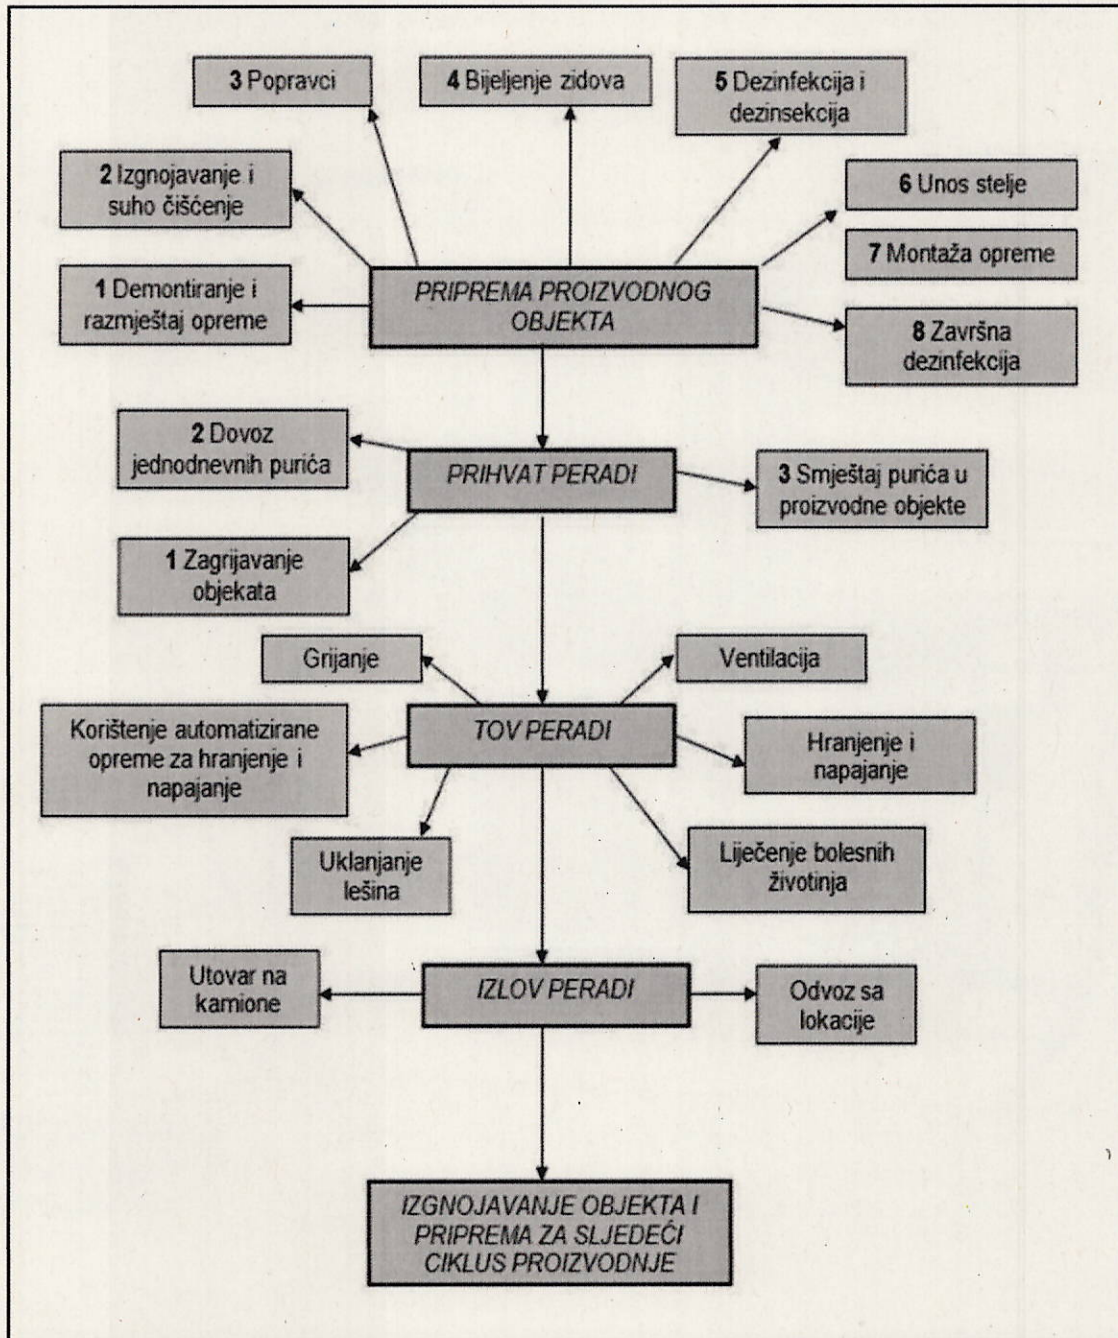 3 Popravci
4 Bijeljenje zidova
5 Dezinfekcija i
dezinsekcija
2 Izgnojavanje i
suho čišćenje
6 Unos stelje
7 Montaža opreme
1 Demontiranje i
razmještaj opreme
PRIPREMA PROIZVODNOG
OBJEKTA
8 Završna
dezinfekcija
2 Dovoz
jednodnevnih purića
PRIHVAT PERADI
3 Smještaj purića u
proizvodne objekte
1 Zagrijavanje
objekata
Grijanje
Ventilacija
Korištenje automatizirane
opreme za hranjenje i
napajanje
TOV PERADI
Hranjenje i
napajanje
Uklanjanje
lešina
Liječenje bolesnih
životinja
Utovar na
kamione
IZLOV PERADI
Odvoz sa
lokacije
IZGNOJAVANJE OBJEKTA I
PRIPREMA ZA SLJEDEĆI
CIKLUS PROIZVODNJE